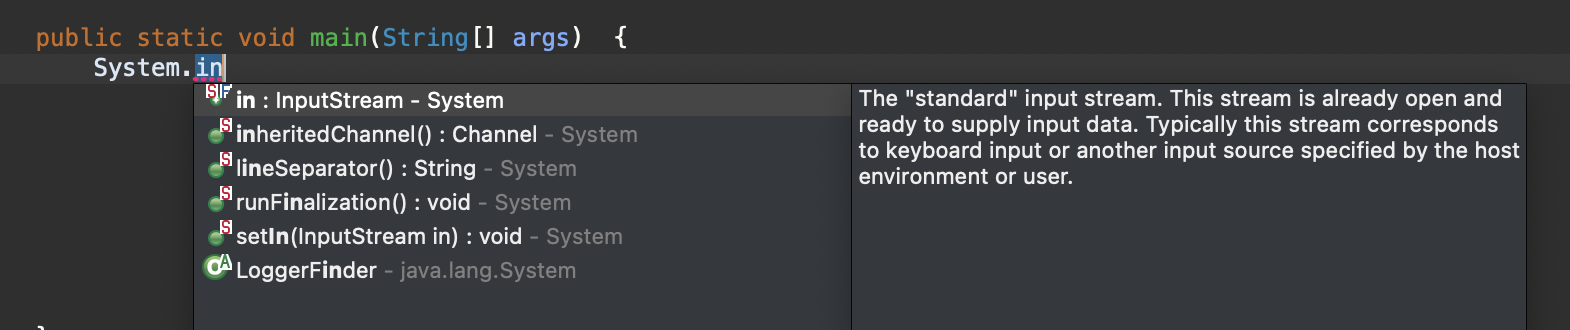 public static void main(String[] args)  {
System.in
in : InputStream - System
inheritedChannel() : Channel - System
lineSeparator() : String - System
runFinalization() : void - System
setIn(InputStream in) : void - System
LoggerFinder - java.lang.System
The "standard" input stream. This stream is already open and
ready to supply input data. Typically this stream corresponds
to keyboard input or another input source specified by the host
environment or user.
}